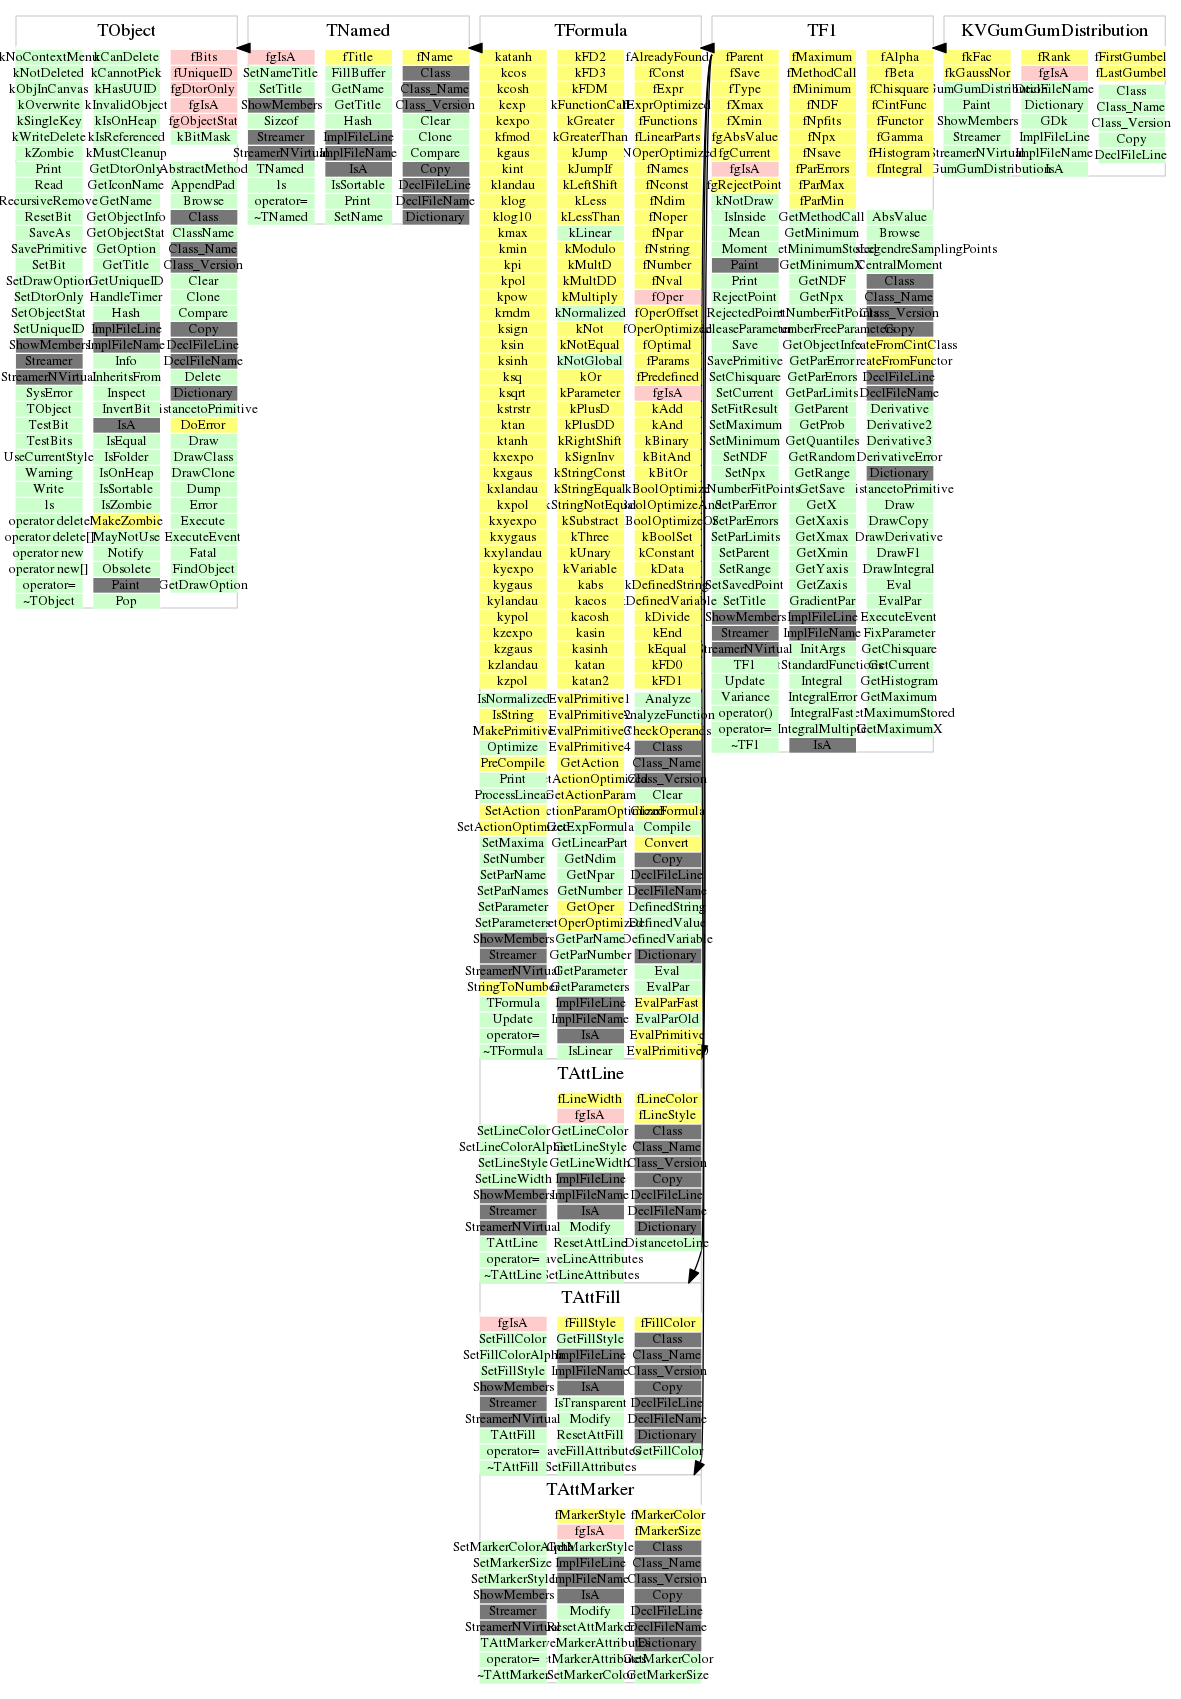 TObject
kNoContextMenu kCanDelete fBits
kNotDeleted kCannotPick fUniqueID
kObjInCanvas kHasUUID fgDtorOnly
kOverwrite kInvalidObject fgIsA
kSingleKey kIsOnHeap fgObjectStat
kWriteDelete kIsReferenced kBitMask
kZombie kMustCleanup
Print GetDtorOnly AbstractMethod
Read GetIconName AppendPad
RecursiveRemove GetName Browse
ResetBit GetObjectInfo Class
SaveAs GetObjectStat ClassName
SavePrimitive GetOption Class_Name
SetBit GetTitle Class_Version
SetDrawOption GetUniqueID Clear
SetDtorOnly HandleTimer Clone
SetObjectStat Hash Compare
SetUniqueID ImplFileLine Copy
ShowMembers ImplFileName DeclFileLine
Streamer Info DeclFileName
StreamerNVirtual InheritsFrom Delete
SysError Inspect Dictionary
TObject InvertBit istancetoPrimitive
TestBit IsA DoError
TestBits IsEqual Draw
UseCurrentStyle IsFolder DrawClass
Warning IsOnHeap DrawClone
Write IsSortable Dump
ls IsZombie Error
operator delete MakeZombie Execute
operator delete[] MayNotUse ExecuteEvent
operator new Notify Fatal
operator new[] Obsolete FindObject
operator= Paint GetDrawOption
~TObject Pop
TNamed
fgIsA fTitle fName
SetNameTitle FillBuffer Class
SetTitle GetName Class_Name
ShowMembers GetTitle Class_Version
Sizeof Hash Clear
Streamer ImplFileLine Clone
StreamerNVirtual ImplFileName Compare
TNamed IsA Copy
ls IsSortable DeclFileLine
operator= Print DeclFileName
~TNamed SetName Dictionary
TFormula
katanh kFD2 fAlreadyFound
kcos kFD3 fConst
kcosh kFDM fExpr
kexp kFunctionCall fExprOptimized
kexpo kGreater fFunctions
kfmod kGreaterThan fLinearParts
kgaus kJump NOperOptimized
kint kJumpIf fNames
klandau kLeftShift fNconst
klog kLess fNdim
klog10 kLessThan fNoper
kmax kLinear fNpar
kmin kModulo fNstring
kpi kMultD fNumber
kpol kMultDD fNval
kpow kMultiply fOper
krndm kNormalized fOperOffset
ksign kNot fOperOptimized
ksin kNotEqual fOptimal
ksinh kNotGlobal fParams
ksq kOr fPredefined
ksqrt kParameter fgIsA
kstrstr kPlusD kAdd
ktan kPlusDD kAnd
ktanh kRightShift kBinary
kxexpo kSignInv kBitAnd
kxgaus kStringConst kBitOr
kxlandau kStringEqual kBoolOptimize
kxpol kStringNotEqual BoolOptimizeAnd
kxyexpo kSubstract BoolOptimizeOr
kxygaus kThree kBoolSet
kxylandau kUnary kConstant
kyexpo kVariable kData
kygaus kabs kDefinedString
kylandau kacos DefinedVariable
kypol kacosh kDivide
kzexpo kasin kEnd
kzgaus kasinh kEqual
kzlandau katan kFD0
kzpol katan2 kFD1
IsNormalized EvalPrimitive1 Analyze
IsString EvalPrimitive2 AnalyzeFunction
MakePrimitive EvalPrimitive3 CheckOperands
Optimize EvalPrimitive4 Class
PreCompile GetAction Class_Name
Print tActionOptimized Class_Version
ProcessLinear GetActionParam Clear
SetAction ctionParamOptimized ClearFormula
SetActionOptimized GetExpFormula Compile
SetMaxima GetLinearPart Convert
SetNumber GetNdim Copy
SetParName GetNpar DeclFileLine
SetParNames GetNumber DeclFileName
SetParameter GetOper DefinedString
SetParameters etOperOptimized DefinedValue
ShowMembers GetParName DefinedVariable
Streamer GetParNumber Dictionary
StreamerNVirtual GetParameter Eval
StringToNumber GetParameters EvalPar
TFormula ImplFileLine EvalParFast
Update ImplFileName EvalParOld
operator= IsA EvalPrimitive
~TFormula IsLinear EvalPrimitive0
TAttLine
fLineWidth fLineColor
fgIsA fLineStyle
SetLineColor GetLineColor Class
SetLineColorAlpha GetLineStyle Class_Name
SetLineStyle GetLineWidth Class_Version
SetLineWidth ImplFileLine Copy
ShowMembers ImplFileName DeclFileLine
Streamer IsA DeclFileName
StreamerNVirtual Modify Dictionary
TAttLine ResetAttLine DistancetoLine
operator= aveLineAttributes
~TAttLine SetLineAttributes
TAttFill
fgIsA fFillStyle fFillColor
SetFillColor GetFillStyle Class
SetFillColorAlpha ImplFileLine Class_Name
SetFillStyle ImplFileName Class_Version
ShowMembers IsA Copy
Streamer IsTransparent DeclFileLine
StreamerNVirtual Modify DeclFileName
TAttFill ResetAttFill Dictionary
operator= aveFillAttributes GetFillColor
~TAttFill SetFillAttributes
TAttMarker
fMarkerStyle fMarkerColor
fgIsA fMarkerSize
SetMarkerColorAlpha GetMarkerStyle Class
SetMarkerSize ImplFileLine Class_Name
SetMarkerStyle ImplFileName Class_Version
ShowMembers IsA Copy
Streamer Modify DeclFileLine
StreamerNVirtual ResetAttMarker DeclFileName
TAttMarker eMarkerAttributes Dictionary
operator= tMarkerAttributes GetMarkerColor
~TAttMarker SetMarkerColor GetMarkerSize
TF1
fParent fMaximum fAlpha
fSave fMethodCall fBeta
fType fMinimum fChisquare
fXmax fNDF fCintFunc
fXmin fNpfits fFunctor
fgAbsValue fNpx fGamma
fgCurrent fNsave fHistogram
fgIsA fParErrors fIntegral
fgRejectPoint fParMax
kNotDraw fParMin
IsInside GetMethodCall AbsValue
Mean GetMinimum Browse
Moment etMinimumStored egendreSamplingPoints
Paint GetMinimumX CentralMoment
Print GetNDF Class
RejectPoint GetNpx Class_Name
RejectedPoint etNumberFitPoints Class_Version
eleaseParameter umberFreeParameters Copy
Save GetObjectInfo eateFromCintClass
SavePrimitive GetParError reateFromFunctor
SetChisquare GetParErrors DeclFileLine
SetCurrent GetParLimits DeclFileName
SetFitResult GetParent Derivative
SetMaximum GetProb Derivative2
SetMinimum GetQuantiles Derivative3
SetNDF GetRandom DerivativeError
SetNpx GetRange Dictionary
NumberFitPoints GetSave istancetoPrimitive
SetParError GetX Draw
SetParErrors GetXaxis DrawCopy
SetParLimits GetXmax DrawDerivative
SetParent GetXmin DrawF1
SetRange GetYaxis DrawIntegral
SetSavedPoint GetZaxis Eval
SetTitle GradientPar EvalPar
ShowMembers ImplFileLine ExecuteEvent
Streamer ImplFileName FixParameter
StreamerNVirtual InitArgs GetChisquare
TF1 tStandardFunctions GetCurrent
Update Integral GetHistogram
Variance IntegralError GetMaximum
operator() IntegralFast etMaximumStored
operator= IntegralMultiple GetMaximumX
~TF1 IsA
KVGumGumDistribution
fkFac fRank fFirstGumbel
fkGaussNor fgIsA fLastGumbel
GumGumDistribution DeclFileName Class
Paint Dictionary Class_Name
ShowMembers GDk Class_Version
Streamer ImplFileLine Copy
StreamerNVirtual ImplFileName DeclFileLine
GumGumDistribution IsA